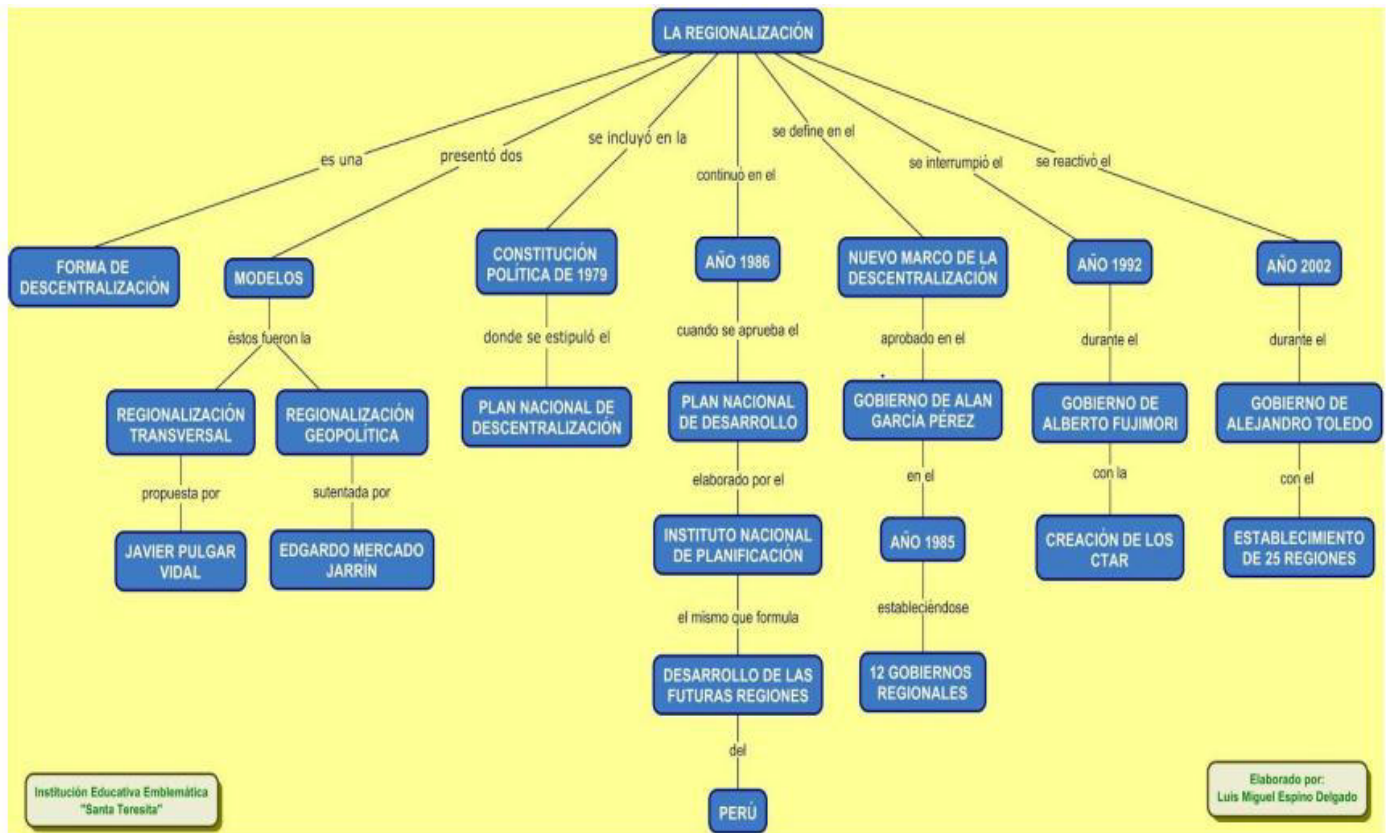 LA REGIONALIZACIÓN
es una
presentó dos
se incluyó en la
continuó en el
se define en el
se interrumpió el
se reactivó el
FORMA DE
DESCENTRALIZACIÓN
MODELOS
CONSTITUCIÓN
POLÍTICA DE 1979
AÑO 1986
NUEVO MARCO DE LA
DESCENTRALIZACIÓN
AÑO 1992
AÑO 2002
éstos fueron la
donde se estipuló el
cuando se aprueba el
aprobado en el
durante el
durante el
REGIONALIZACIÓN
TRANSVERSAL
REGIONALIZACIÓN
GEOPOLÍTICA
PLAN NACIONAL DE
DESCENTRALIZACIÓN
PLAN NACIONAL
DE DESARROLLO
GOBIERNO DE ALAN
GARCÍA PÉREZ
GOBIERNO DE
ALBERTO FUJIMORI
GOBIERNO DE
ALEJANDRO TOLEDO
propuesta por
sutentada por
elaborado por el
en el
con la
con el
JAVIER PULGAR
VIDAL
EDGARDO MERCADO
JARRÍN
INSTITUTO NACIONAL
DE PLANIFICACIÓN
AÑO 1985
CREACIÓN DE LOS
CTAR
ESTABLECIMIENTO
DE 25 REGIONES
el mismo que formula
estableciéndose
DESARROLLO DE LAS
FUTURAS REGIONES
12 GOBIERNOS
REGIONALES
del
PERÚ
Institución Educativa Emblemática
"Santa Teresita"
Elaborado por:
Luis Miguel Espino Delgado